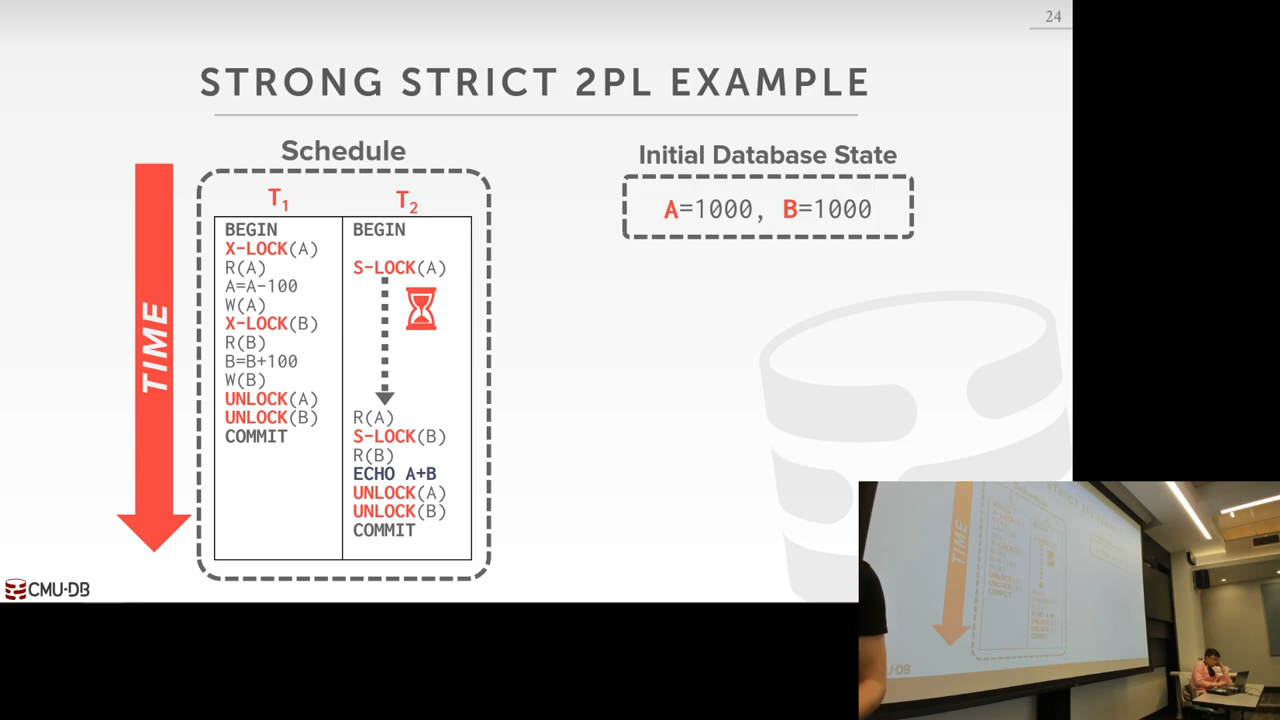 24
STRONG STRICT 2PL EXAMPLE
Schedule
Initial Database State
A=1000, B=1000
TIME
T1
T2
BEGIN
X-LOCK(A)
R(A)
A=A-100
W(A)
X-LOCK(B)
R(B)
B=B+100
W(B)
UNLOCK(A)
UNLOCK(B)
COMMIT
BEGIN
S-LOCK(A)
R(A)
S-LOCK(B)
R(B)
ECHO A+B
UNLOCK(A)
UNLOCK(B)
COMMIT
CMU·DB
TIME